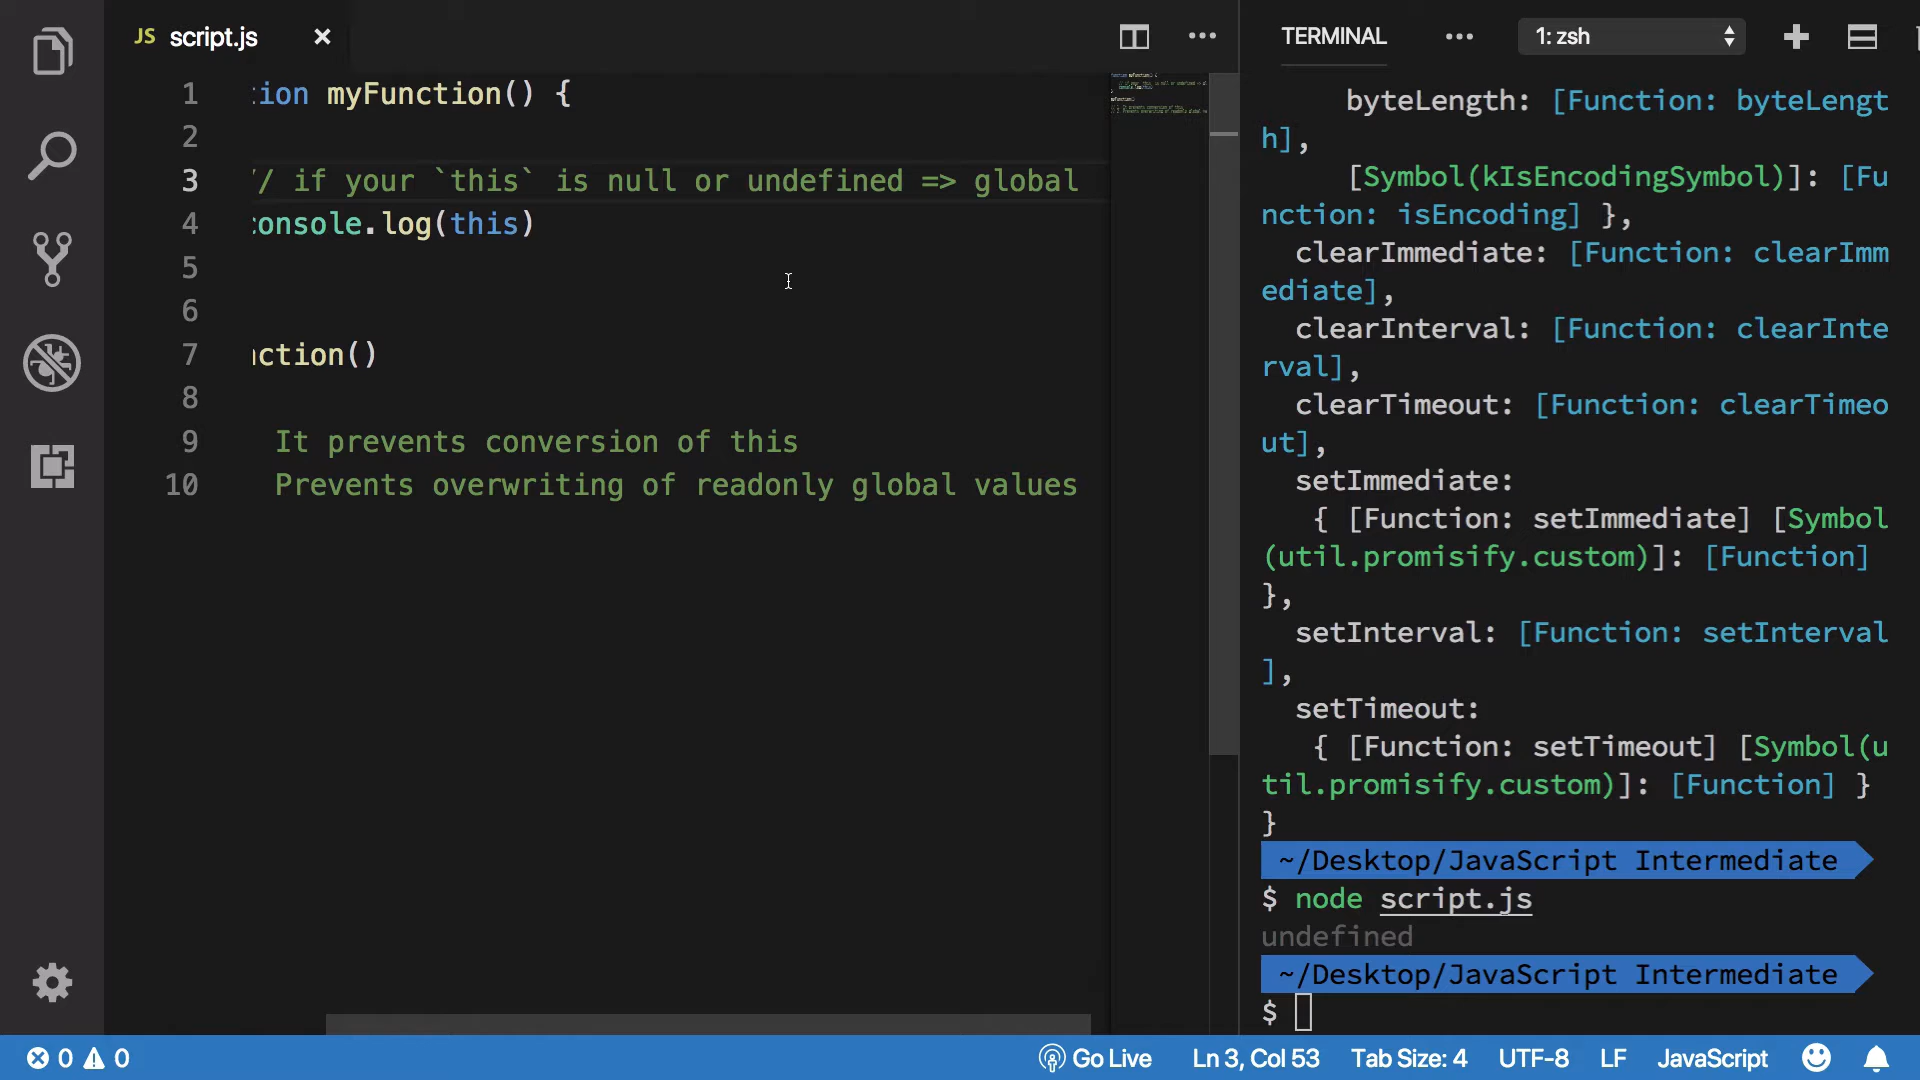 JS script.js
1 ion myFunction() {
2
3 // if your `this` is null or undefined => global
4 console.log(this)
5
6
7 ction()
8
9 It prevents conversion of this
10 Prevents overwriting of readonly global values
TERMINAL
1: zsh
byteLength: [Function: byteLengt
h],
[Symbol(kIsEncodingSymbol)]: [Fu
nction: isEncoding] },
clearImmediate: [Function: clearImm
ediate],
clearInterval: [Function: clearInte
rval],
clearTimeout: [Function: clearTimeo
ut],
setImmediate:
{ [Function: setImmediate] [Symbol
(util.promisify.custom)]: [Function]
},
setInterval: [Function: setInterval
],
setTimeout:
{ [Function: setTimeout] [Symbol(u
til.promisify.custom)]: [Function] }
}
~/Desktop/JavaScript Intermediate
$ node script.js
undefined
~/Desktop/JavaScript Intermediate
$
0 0
Go Live Ln 3, Col 53 Tab Size: 4 UTF-8 LF JavaScript